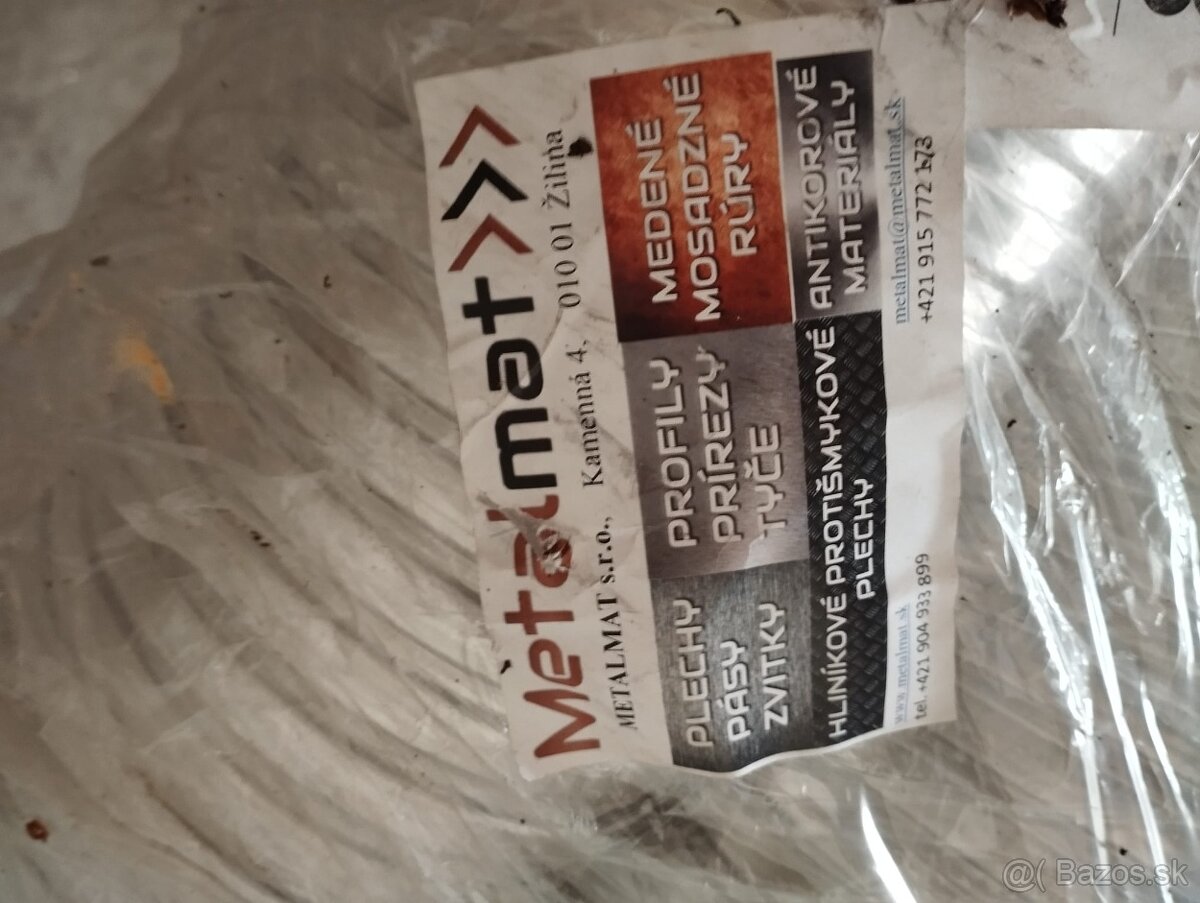 Metalmat
METALMAT s.r.o., Kamenná 4, 010 01 Žilina
PLECHY
PÁSY
ZVITKY
PROFILY
PRÍREZY
TYČE
MEDENÉ
MOSADZNÉ
RÚRY
HLINÍKOVÉ PROTIŠMYKOVÉ
PLECHY
ANTIKOROVÉ
MATERIÁLY
www.metalmat.sk metalmat@metalmat.sk
tel. +421 904 933 899 +421 915 772 173
@( Bazos.sk